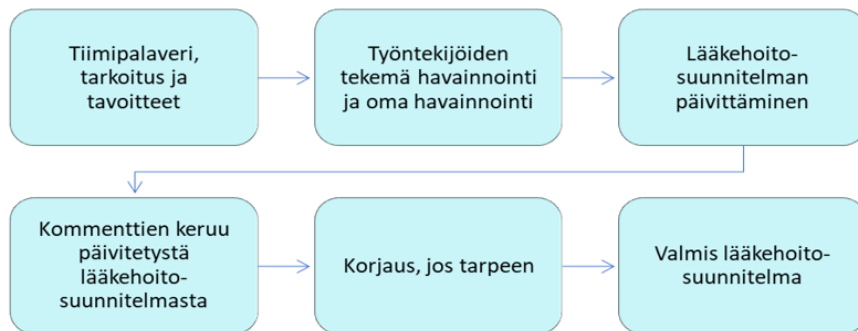 Tiimipalaveri,
tarkoitus ja
tavoitteet
Työntekijöiden
tekemä havainnointi
ja oma havainnointi
Lääkehoito-
suunnitelman
päivittäminen
Kommenttien keruu
päivitetystä
lääkehoito-
suunnitelmasta
Korjaus, jos tarpeen
Valmis lääkehoito-
suunnitelma